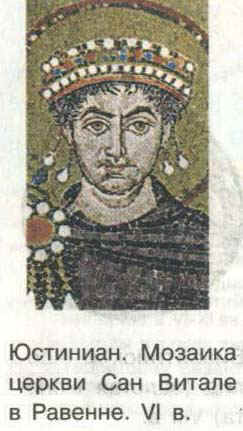 Юстиниан. Мозаика
церкви Сан Витале
в Равенне. VI в.